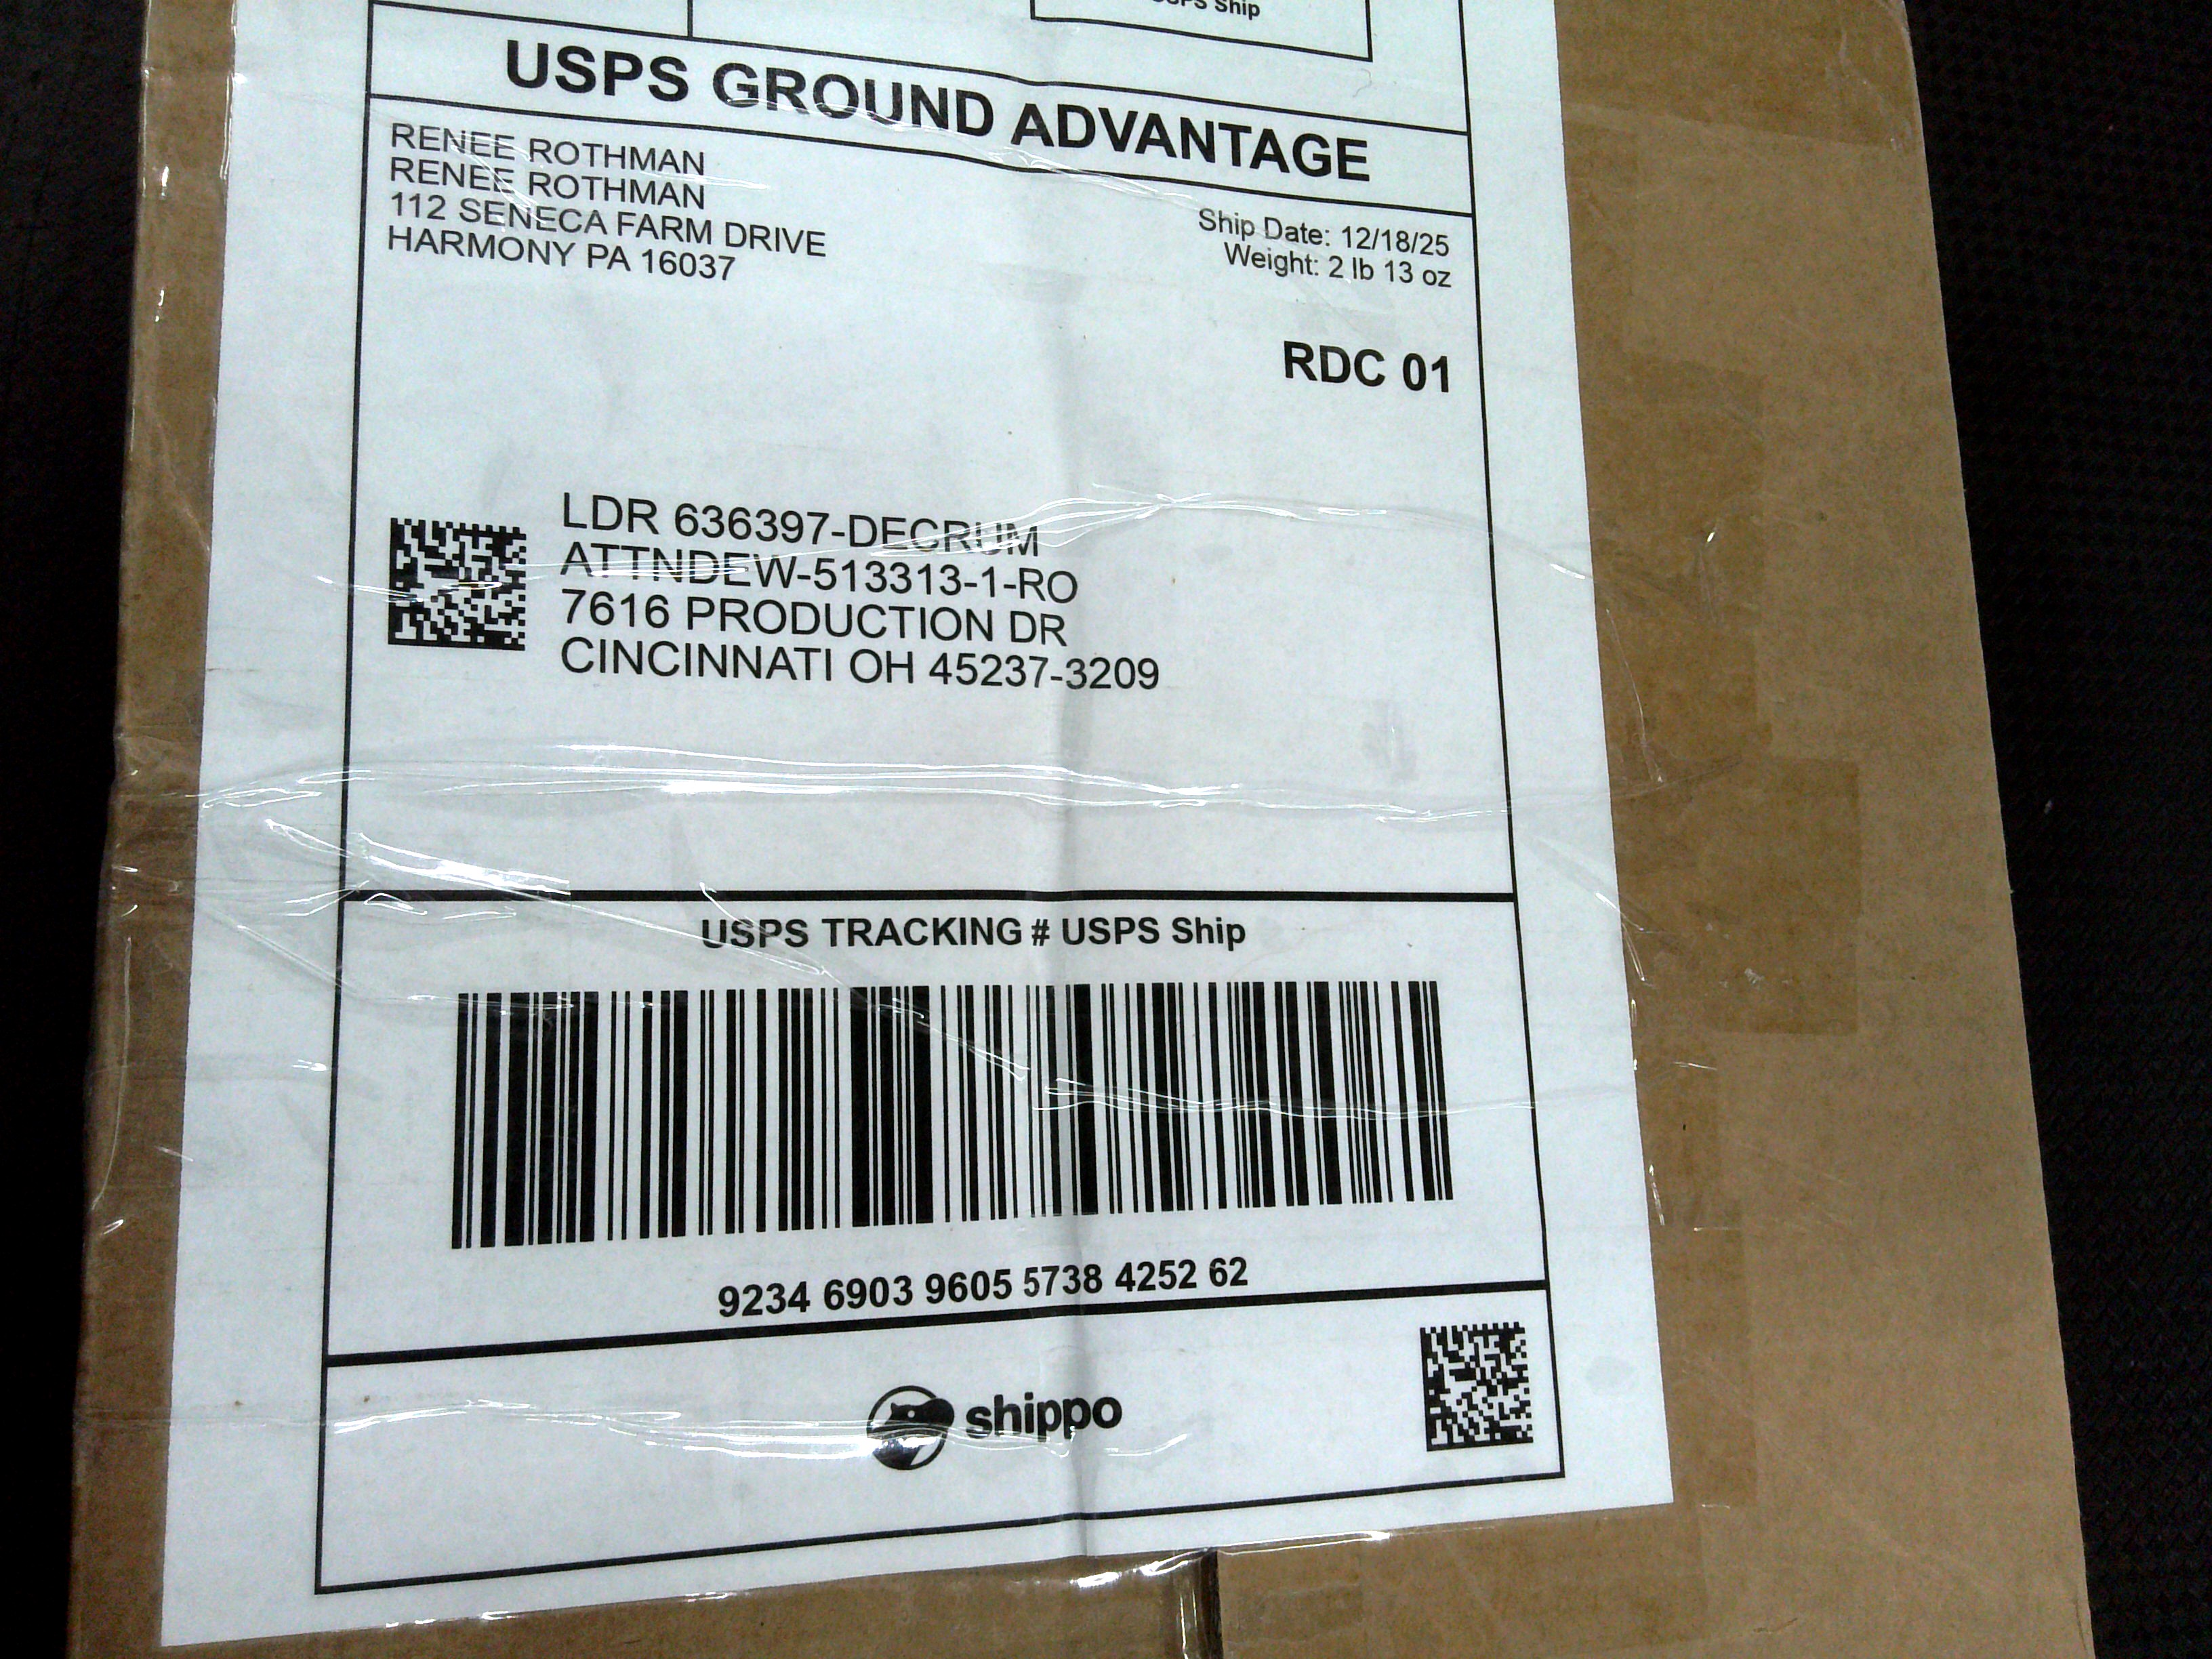 USPS Ship
USPS GROUND ADVANTAGE
RENEE ROTHMAN
RENEE ROTHMAN
112 SENECA FARM DRIVE
HARMONY PA 16037
Ship Date: 12/18/25
Weight: 2 lb 13 oz
RDC 01
LDR 636397-DECRUM
ATTNDEW-513313-1-RO
7616 PRODUCTION DR
CINCINNATI OH 45237-3209
USPS TRACKING # USPS Ship
9234 6903 9605 5738 4252 62
shippo